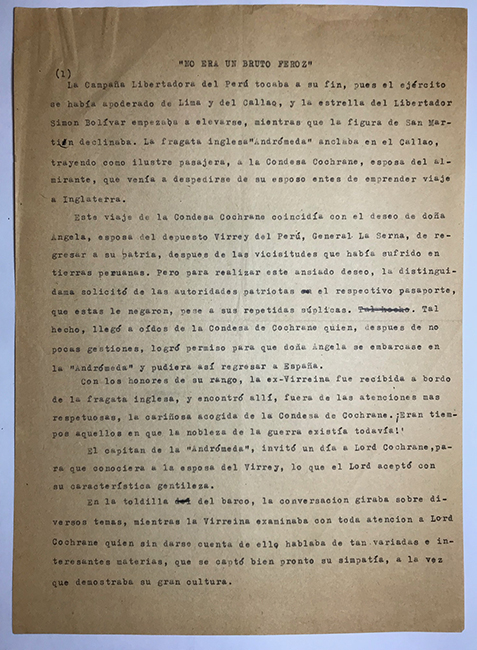 "NO ERA UN BRUTO FEROZ"
(1)
La Campaña Libertadora del Perú tocaba a su fin, pues el ejército
se había apoderado de Lima y del Callao, y la estrella del Libertador
Simon Bolívar empezaba a elevarse, mientras que la figura de San Mar-
tín declinaba. La fragata inglesa"Andrómeda" anclaba en el Callao,
trayendo como ilustre pasajera, a la Condesa Cochrane, esposa del al-
mirante, que venía a despedirse de su esposo antes de emprender viaje
a Inglaterra.
Este viaje de la Condesa Cochrane coincidía con el deseo de doña
Angela, esposa del depuesto Virrey del Perú, General La Serna, de re-
gresar a su patria, despues de las vicisitudes que había sufrido en
tierras peruanas. Pero para realizar este ansiado deseo, la distingui-
dama solicitó de las autoridades patriotas el respectivo pasaporte,
que estas le negaron, pese a sus repetidas súplicas. Tal hecho. Tal
hecho, llegó a oídos de la Condesa de Cochrane quien, despues de no
pocas gestiones, logró permiso para que doña Angela se embarcase en
la "Andrómeda" y pudiera así regresar a España.
Con los honores de su rango, la ex-Virreina fue recibida a bordo
de la fragata inglesa, y encontró allí, fuera de las atenciones mas
respetuosas, la cariñosa acogida de la Condesa de Cochrane.¡Eran tiem-
pos aquellos en que la nobleza de la guerra existía todavía!'
El capitan de la "Andrómeda", invitó un día a Lord Cochrane,pa-
ra que conociera a la esposa del Virrey, lo que el Lord aceptó con
su característica gentileza.
En la toldilla del barco, la conversacion giraba sobre di-
versos temas, mientras la Virreina examinaba con toda atencion a Lord
Cochrane quien sin darse cuenta de ello hablaba de tan variadas e in-
teresantes materias, que se captó bien pronto su simpatía, a la vez
que demostraba su gran cultura.